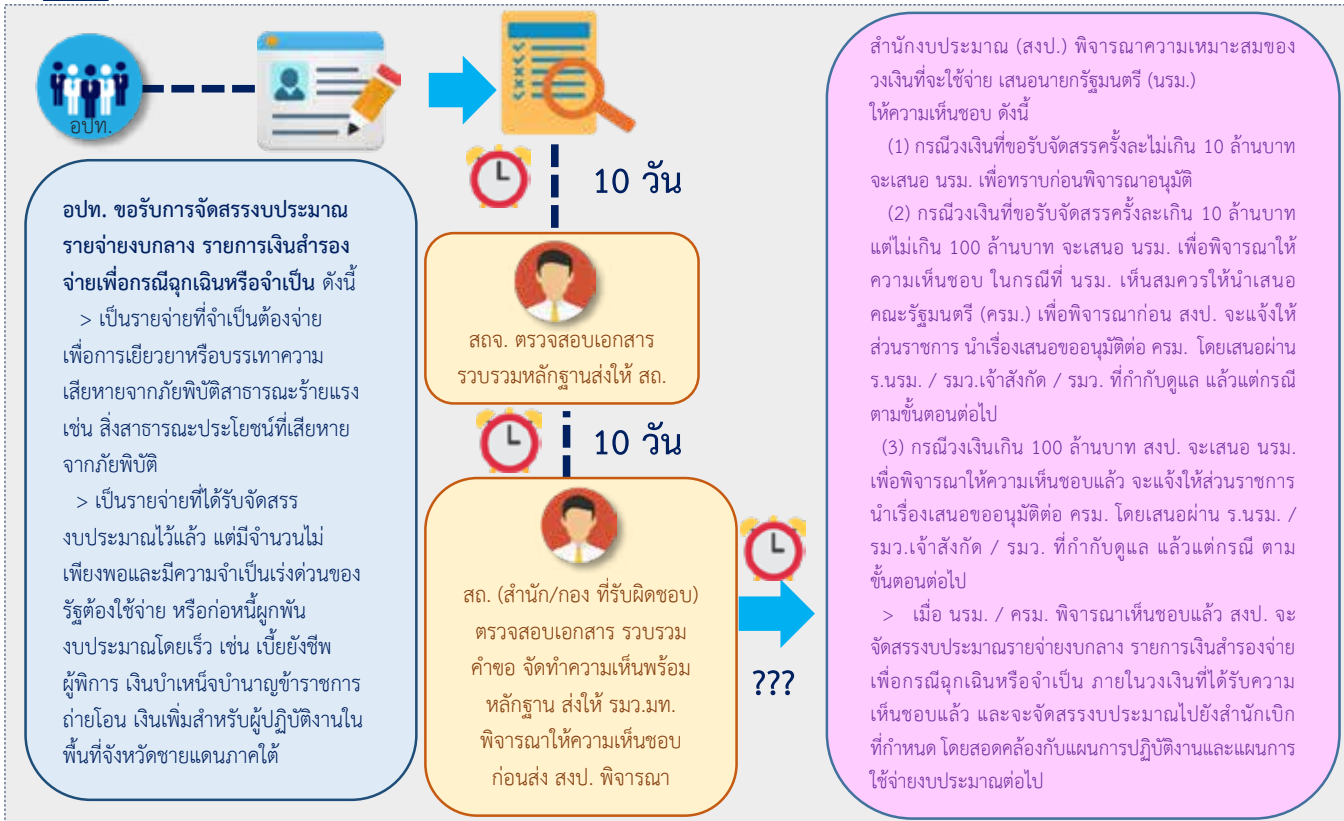 อปท.
อปท. ขอรับการจัดสรรงบประมาณ
รายจ่ายงบกลาง รายการเงินสำรอง
จ่ายเพื่อกรณีฉุกเฉินหรือจำเป็น ดังนี้
> เป็นรายจ่ายที่จำเป็นต้องจ่าย
เพื่อการเยียวยาหรือบรรเทาความ
เสียหายจากภัยพิบัติสาธารณะร้ายแรง
เช่น สิ่งสาธารณะประโยชน์ที่เสียหาย
จากภัยพิบัติ
> เป็นรายจ่ายที่ได้รับจัดสรร
งบประมาณไว้แล้ว แต่มีจำนวนไม่
เพียงพอและมีความจำเป็นเร่งด่วนของ
รัฐต้องใช้จ่าย หรือก่อหนี้ผูกพัน
งบประมาณโดยเร็ว เช่น เบี้ยยังชีพ
ผู้พิการ เงินบำเหน็จบำนาญข้าราชการ
ถ่ายโอน เงินเพิ่มสำหรับผู้ปฏิบัติงานใน
พื้นที่จังหวัดชายแดนภาคใต้
10 วัน
สถจ. ตรวจสอบเอกสาร
รวบรวมหลักฐานส่งให้ สถ.
10 วัน
สถ. (สำนัก/กอง ที่รับผิดชอบ)
ตรวจสอบเอกสาร รวบรวม
คำขอ จัดทำความเห็นพร้อม
หลักฐาน ส่งให้ รมว.มท.
พิจารณาให้ความเห็นชอบ
ก่อนส่ง สงป. พิจารณา
???
สำนักงบประมาณ (สงป.) พิจารณาความเหมาะสมของ
วงเงินที่จะใช้จ่าย เสนอนายกรัฐมนตรี (นรม.)
ให้ความเห็นชอบ ดังนี้
(1) กรณีวงเงินที่ขอรับจัดสรรครั้งละไม่เกิน 10 ล้านบาท
จะเสนอ นรม. เพื่อทราบก่อนพิจารณาอนุมัติ
(2) กรณีวงเงินที่ขอรับจัดสรรครั้งละเกิน 10 ล้านบาท
แต่ไม่เกิน 100 ล้านบาท จะเสนอ นรม. เพื่อพิจารณาให้
ความเห็นชอบ ในกรณีที่ นรม. เห็นสมควรให้นำเสนอ
คณะรัฐมนตรี (ครม.) เพื่อพิจารณาก่อน สงป. จะแจ้งให้
ส่วนราชการ นำเรื่องเสนอขออนุมัติต่อ ครม. โดยเสนอผ่าน
ร.นรม. / รมว.เจ้าสังกัด / รมว. ที่กำกับดูแล แล้วแต่กรณี
ตามขั้นตอนต่อไป
(3) กรณีวงเงินเกิน 100 ล้านบาท สงป. จะเสนอ นรม.
เพื่อพิจารณาให้ความเห็นชอบแล้ว จะแจ้งให้ส่วนราชการ
นำเรื่องเสนอขออนุมัติต่อ ครม. โดยเสนอผ่าน ร.นรม. /
รมว.เจ้าสังกัด / รมว. ที่กำกับดูแล แล้วแต่กรณี ตาม
ขั้นตอนต่อไป
> เมื่อ นรม. / ครม. พิจารณาเห็นชอบแล้ว สงป. จะ
จัดสรรงบประมาณรายจ่ายงบกลาง รายการเงินสำรองจ่าย
เพื่อกรณีฉุกเฉินหรือจำเป็น ภายในวงเงินที่ได้รับความ
เห็นชอบแล้ว และจะจัดสรรงบประมาณไปยังสำนักเบิก
ที่กำหนด โดยสอดคล้องกับแผนการปฏิบัติงานและแผนการ
ใช้จ่ายงบประมาณต่อไป